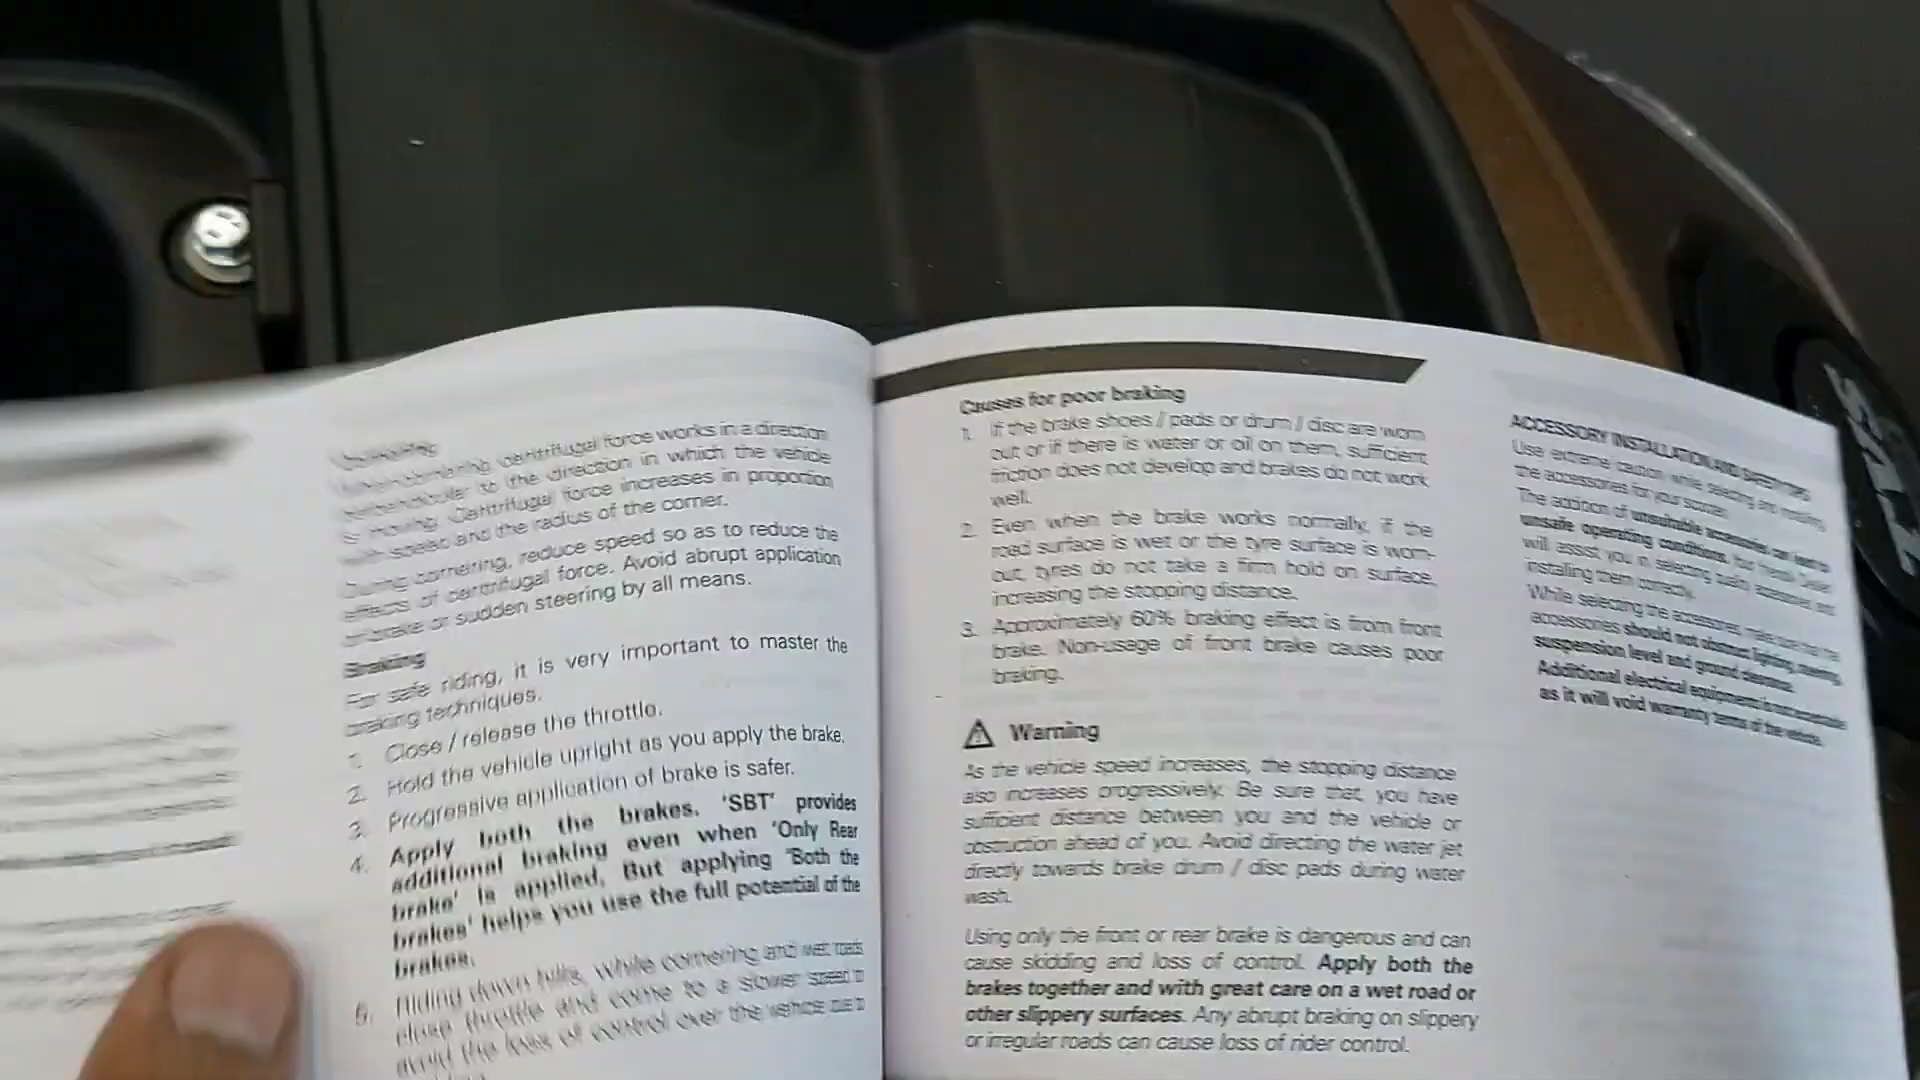 When cornering, centrifugal force works in a direction
perpendicular to the direction in which the vehicle
is moving. Centrifugal force increases in proportion
with speed and the radius of the corner.
During cornering, reduce speed so as to reduce the
effects of centrifugal force. Avoid abrupt application
of brake or sudden steering by all means.
Braking
For safe riding, it is very important to master the
braking techniques.
1. Close / release the throttle.
2. Hold the vehicle upright as you apply the brake.
3. Progressive application of brake is safer.
4. Apply both the brakes. 'SBT' provides
additional braking even when 'Only Rear
brake' is applied, But applying 'Both the
brakes' helps you use the full potential of the
brakes.
5. Riding down hills, while cornering and wet roads
close throttle and come to a slower speed to
avoid the loss of control over the vehicle due to
Causes for poor braking
1. If the brake shoes / pads or drum / disc are worn
out or if there is water or oil on them, sufficient
friction does not develop and brakes do not work
well.
2. Even when the brake works normally, if the
road surface is wet or the tyre surface is worn-
out, tyres do not take a firm hold on surface,
increasing the stopping distance.
3. Approximately 60% braking effect is from front
brake. Non-usage of front brake causes poor
braking.
Warning
As the vehicle speed increases, the stopping distance
also increases progressively. Be sure that, you have
sufficient distance between you and the vehicle or
obstruction ahead of you. Avoid directing the water jet
directly towards brake drum / disc pads during water
wash.
Using only the front or rear brake is dangerous and can
cause skidding and loss of control. Apply both the
brakes together and with great care on a wet road or
other slippery surfaces. Any abrupt braking on slippery
or irregular roads can cause loss of rider control.
ACCESSORY INSTALLATION AND SAFETY TIPS
Use extreme caution while selecting and installing
the accessories for your scooter.
The addition of unsuitable accessories can lead to
unsafe operating conditions. Your Dealer
will assist you in selecting quality accessories and
installing them correctly.
While selecting the accessories make sure that the
accessories should not obstruct lighting, steering,
suspension level and ground clearance.
Additional electrical equipment is not acceptable
as it will void warranty terms of the vehicle.